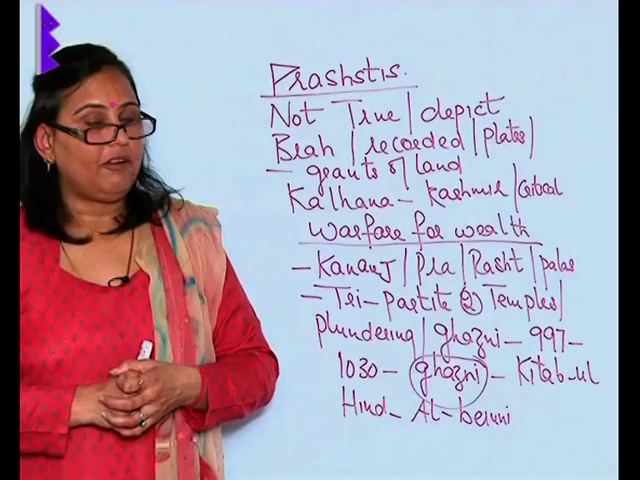 Prashstis.
Not True / depict
Brah / recorded / plates /
- grants of land
Kalhana - Kashmir / Critical
Warfare for wealth
- Kanauj / Pra / Rasht / palas
- Tri-partite Temples /
plundering / ghazni - 997-
1030 - ghazni - Kitab-ul
Hind - Al-beruni